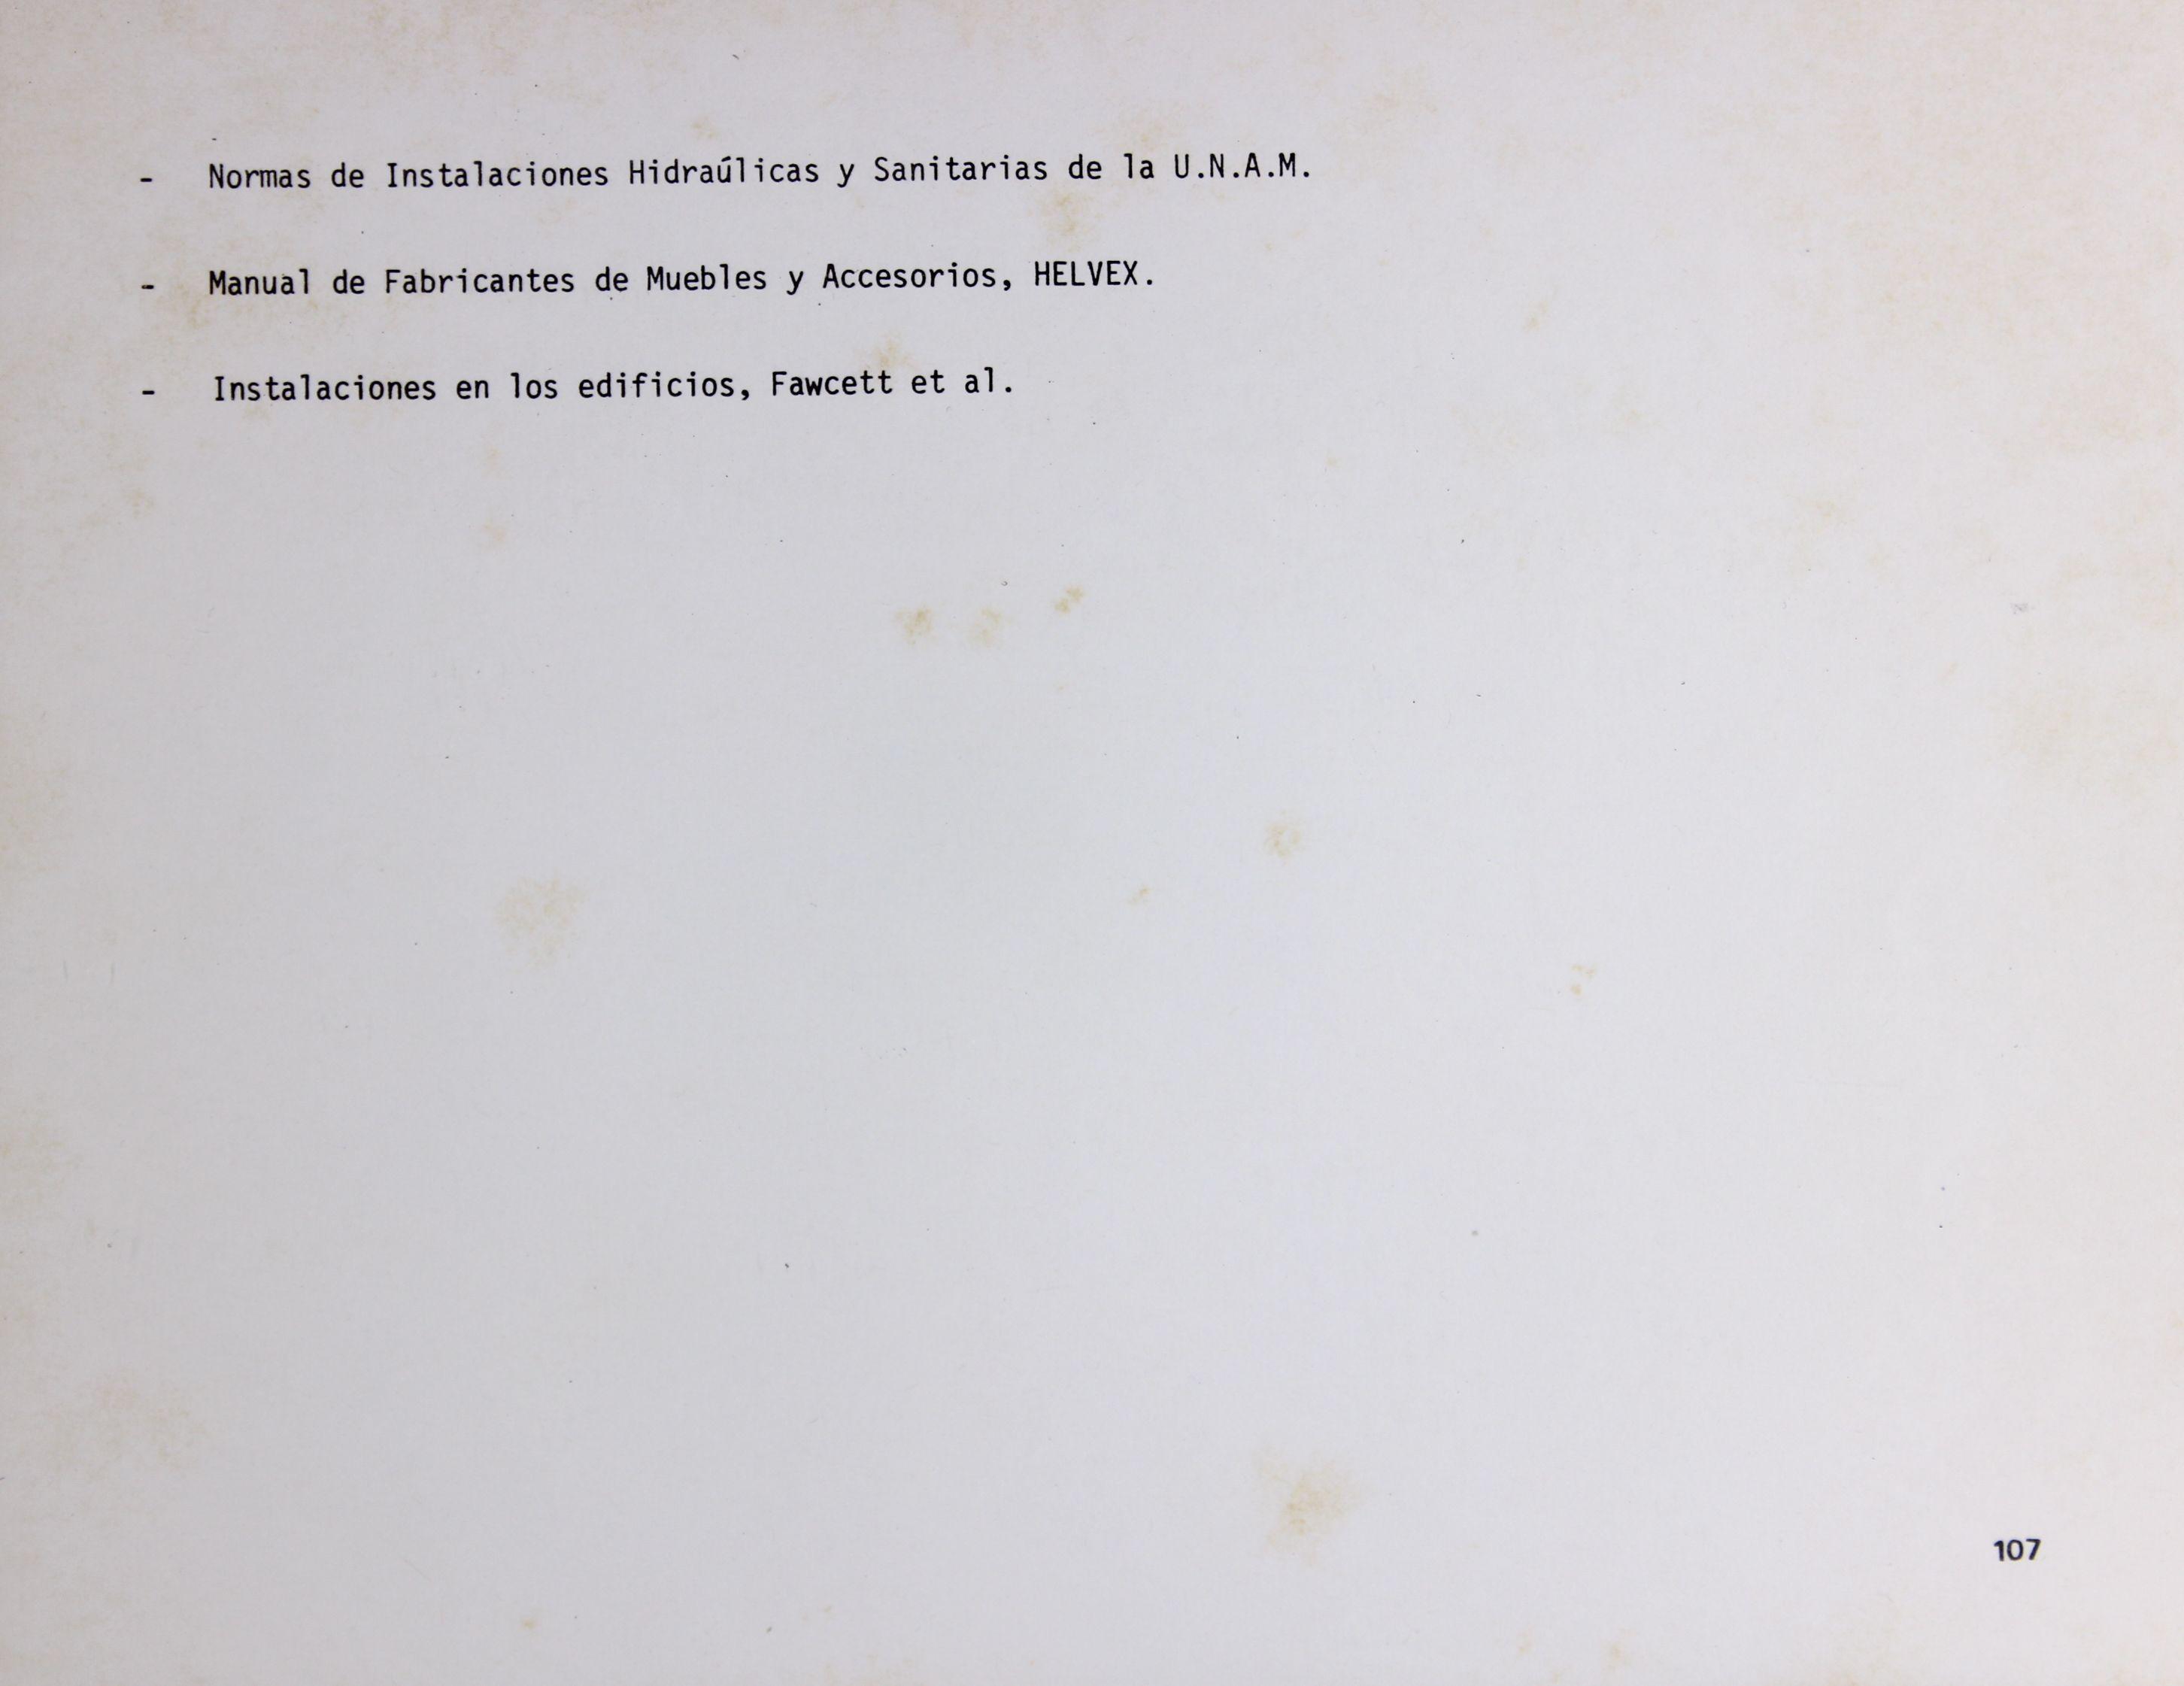 - Normas de Instalaciones Hidraúlicas y Sanitarias de la U.N.A.M.
- Manual de Fabricantes de Muebles y Accesorios, HELVEX.
- Instalaciones en los edificios, Fawcett et al.
107